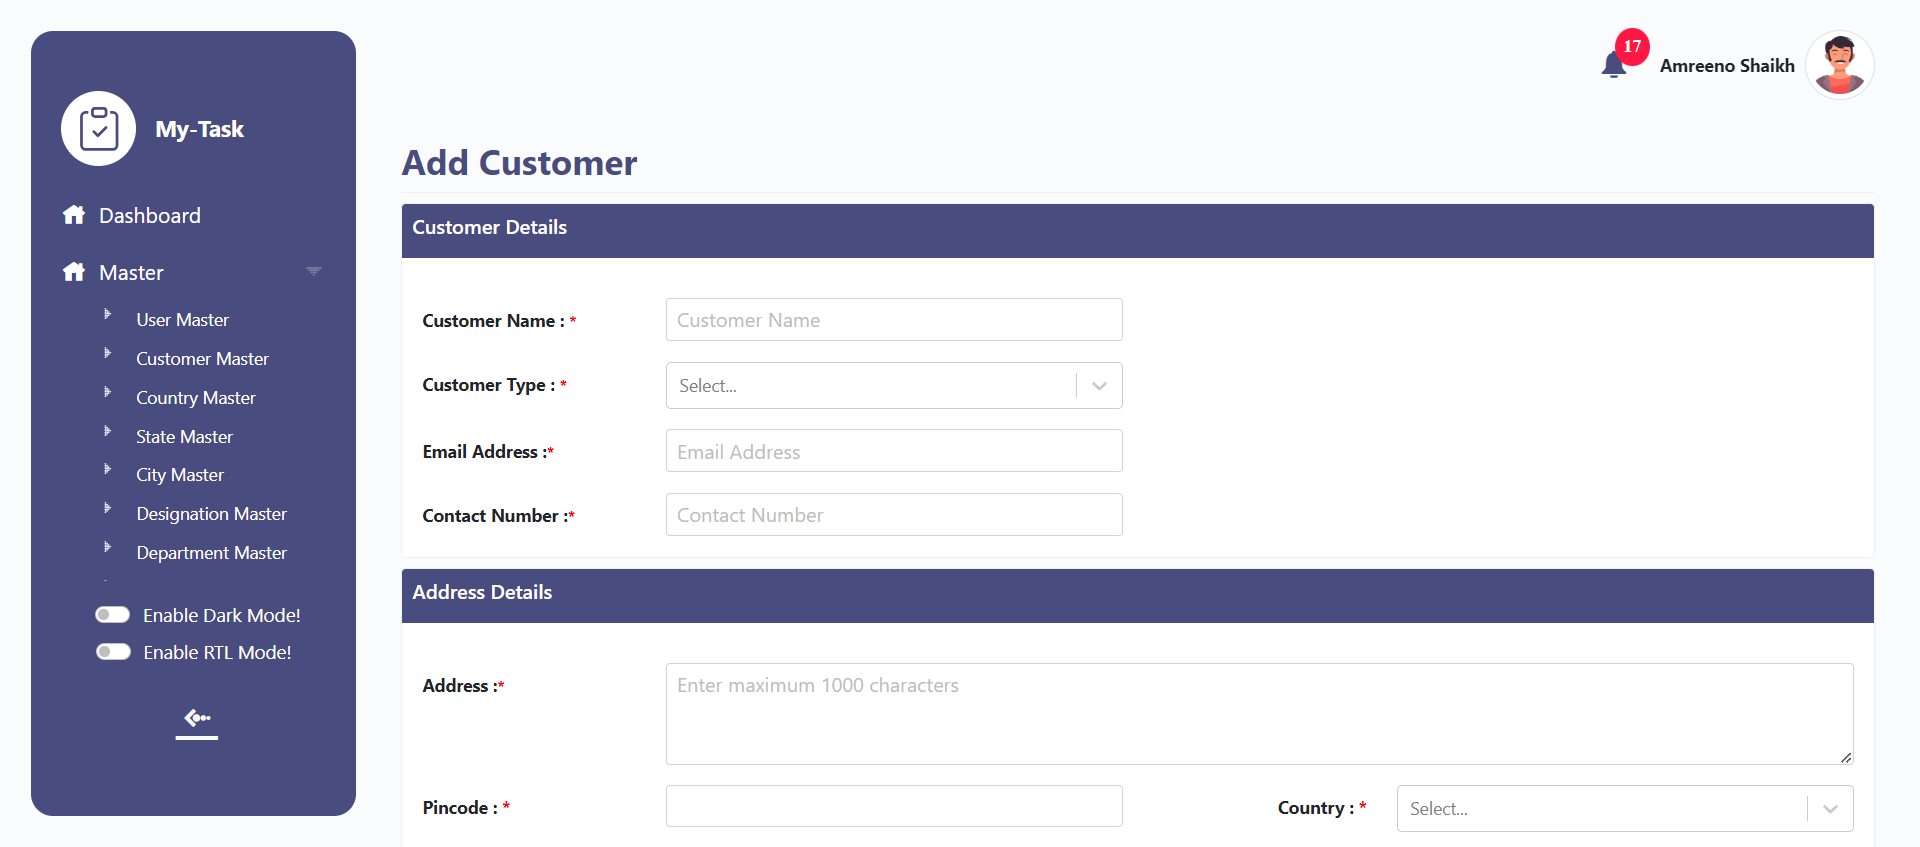 My-Task
Dashboard
Master
User Master
Customer Master
Country Master
State Master
City Master
Designation Master
Department Master
Enable Dark Mode!
Enable RTL Mode!
17
Amreeno Shaikh
Add Customer
Customer Details
Customer Name : * Customer Name
Customer Type : * Select...
Email Address :* Email Address
Contact Number :* Contact Number
Address Details
Address :* Enter maximum 1000 characters
Pincode : * Country : * Select...